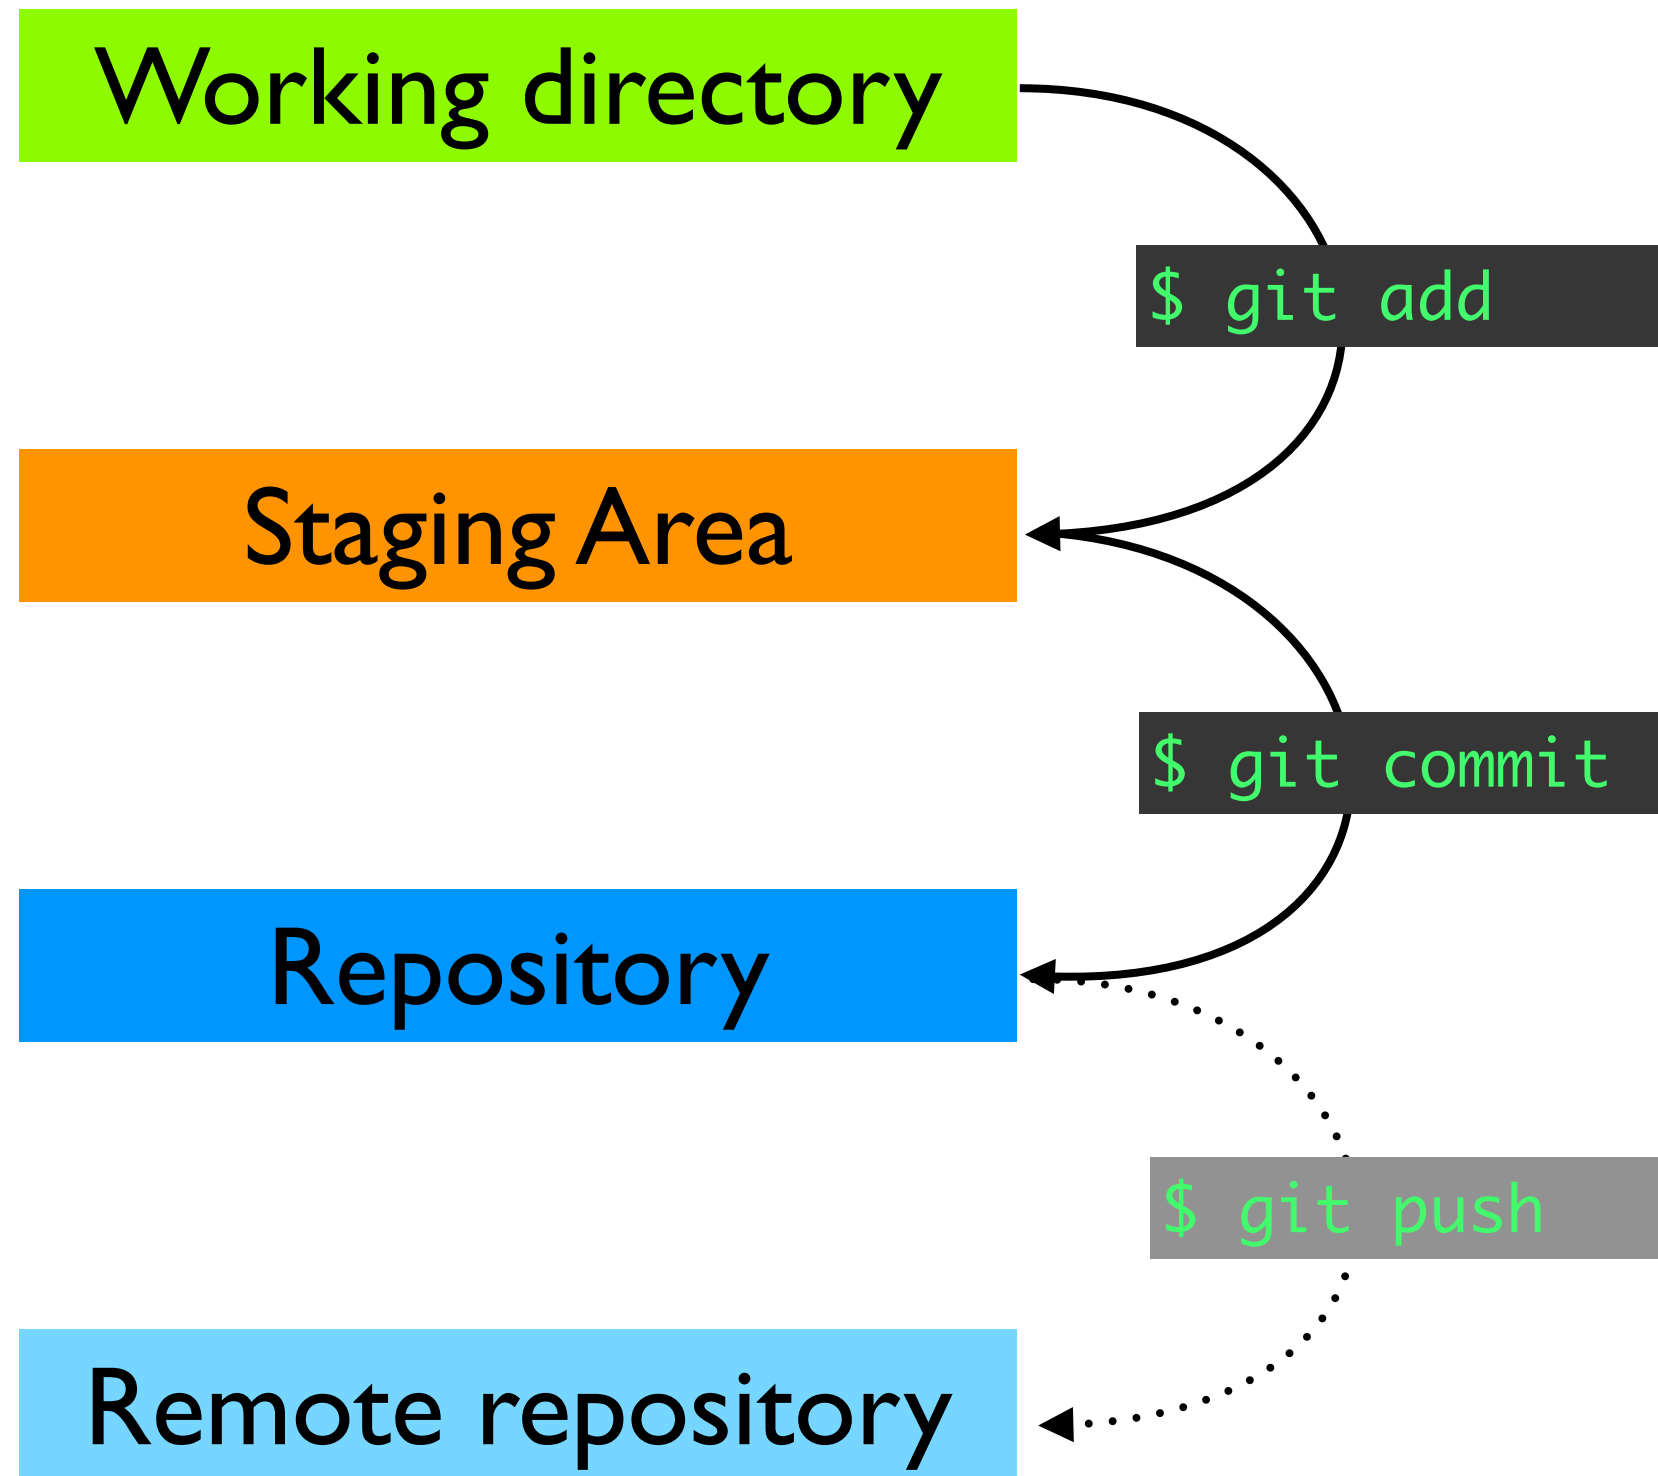 Working directory
$ git add
Staging Area
$ git commit
Repository
$ git push
Remote repository